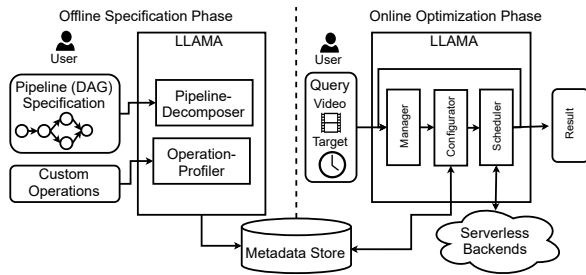 Offline Specification Phase
User
LLAMA
Pipeline (DAG)
Specification
Pipeline-
Decomposer
Custom
Operations
Operation-
Profiler
Online Optimization Phase
User
LLAMA
Query
Video
Target
Manager
Configurator
Scheduler
Result
Metadata Store
Serverless
Backends